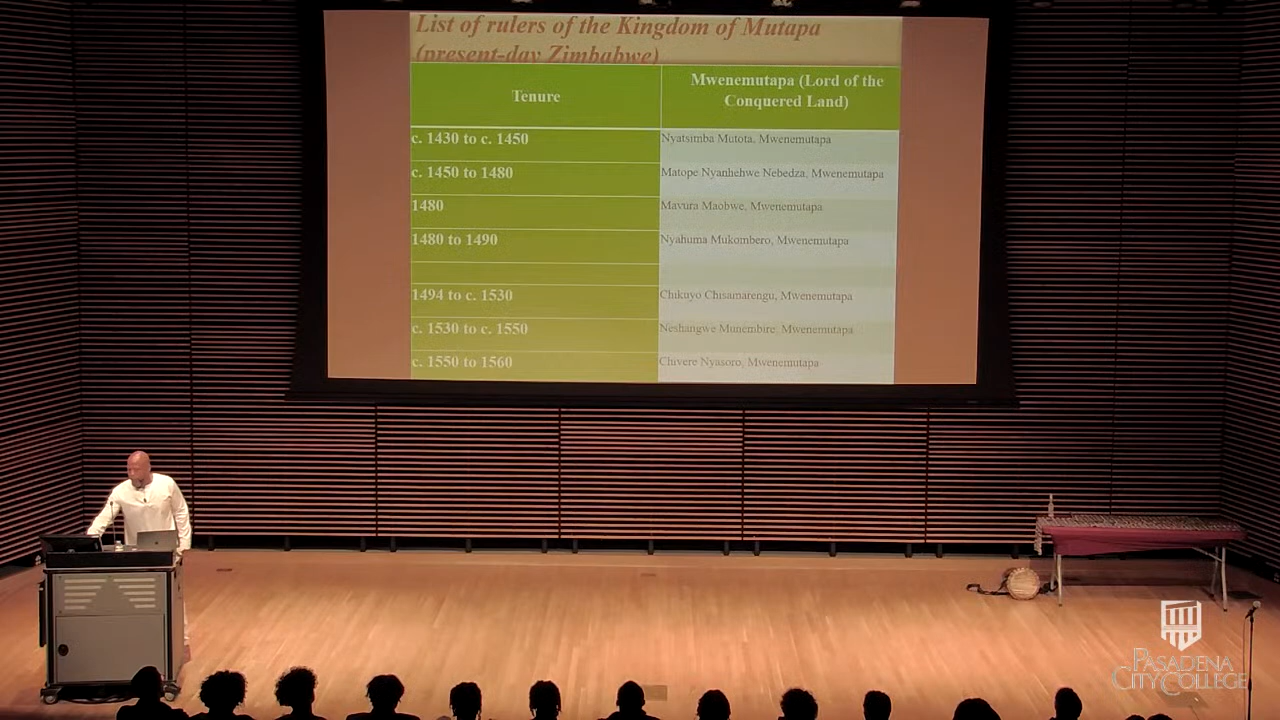 List of rulers of the Kingdom of Mutapa
(present-day Zimbabwe)
Tenure
Mwenemutapa (Lord of the
Conquered Land)
c. 1430 to c. 1450
Nyatsimba Mutota, Mwenemutapa
c. 1450 to 1480
Matope Nyanhehwe Nebedza, Mwenemutapa
1480
Mavura Maobwe, Mwenemutapa
1480 to 1490
Nyahuma Mukombero, Mwenemutapa
1494 to c. 1530
Chikuyo Chisamarengu, Mwenemutapa
c. 1530 to c. 1550
Neshangwe Munembire, Mwenemutapa
c. 1550 to 1560
Chivere Nyasoro, Mwenemutapa
PASADENA
CITY COLLEGE